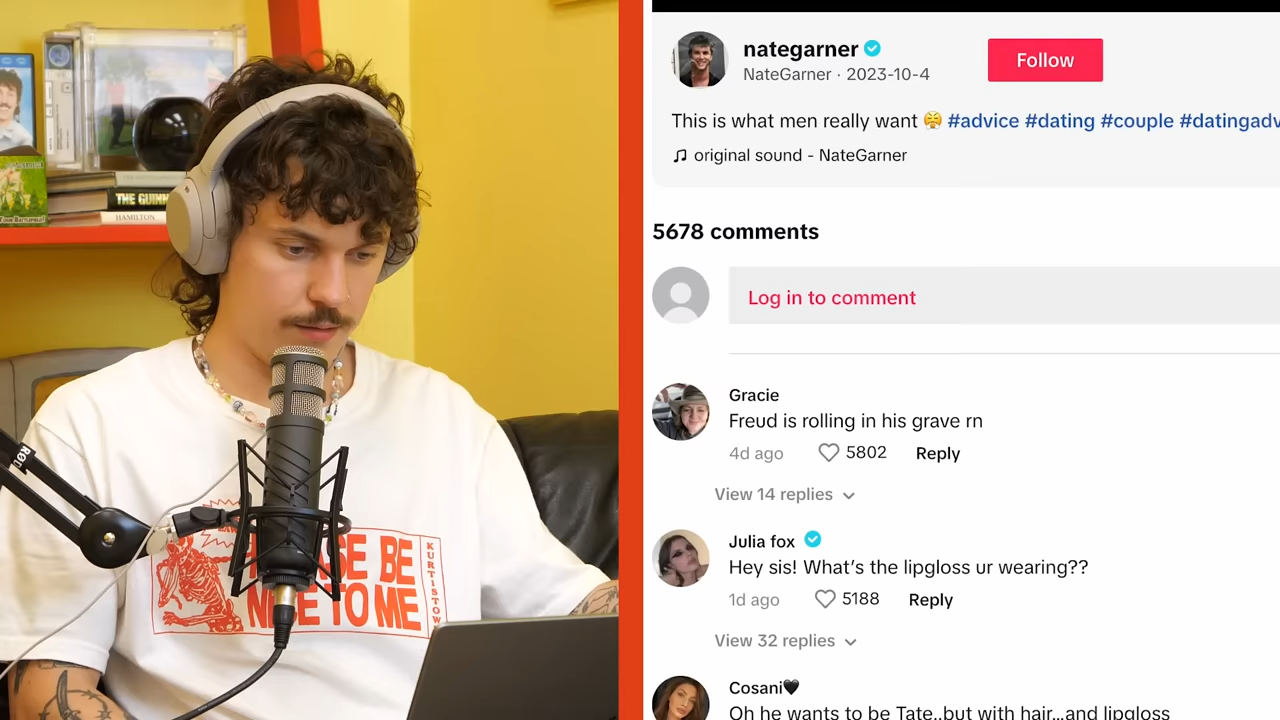 THE GUINN
HAMILTON
RØD
BE
TO ME
KURTISTOW
nategarner
NateGarner · 2023-10-4
Follow
This is what men really want 😤 #advice #dating #couple #datingadv
original sound - NateGarner
5678 comments
Log in to comment
Gracie
Freud is rolling in his grave rn
4d ago 5802 Reply
View 14 replies
Julia fox
Hey sis! What's the lipgloss ur wearing??
1d ago 5188 Reply
View 32 replies
Cosani🖤
Oh he wants to be Tate..but with hair...and lipgloss